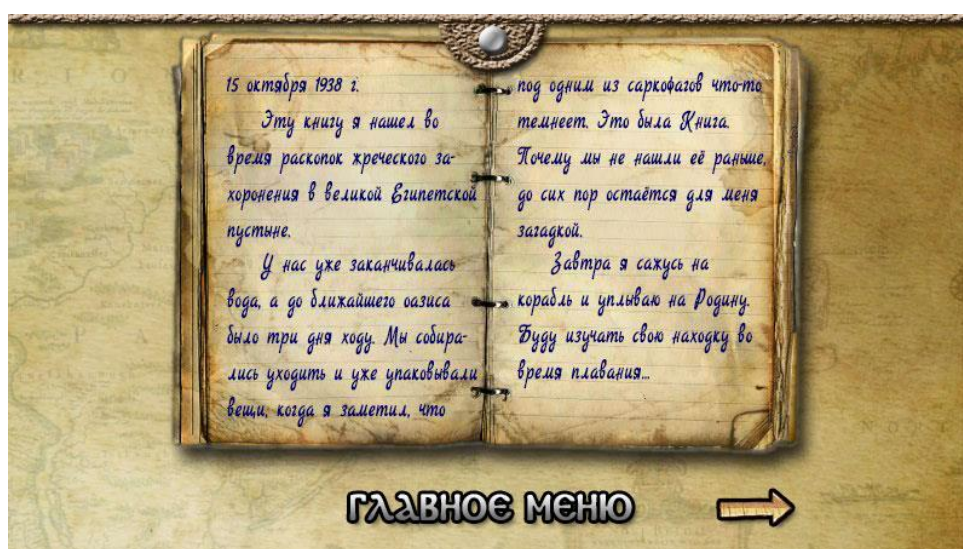 15 октября 1938 г.
Эту книгу я нашел во
время раскопок жреческого за-
хоронения в великой Египетской
пустыне.
У нас уже заканчивалась
вода, а до ближайшего оазиса
было три дня ходу. Мы собира-
лись уходить и уже упаковывали
вещи, когда я заметил, что
под одним из саркофагов что-то
темнеет. Это была Книга.
Почему мы не нашли её раньше,
до сих пор остаётся для меня
загадкой.
Завтра я сажусь на
корабль и уплываю на Родину.
Буду изучать свою находку во
время плавания...
ГЛАВНОЕ МЕНЮ